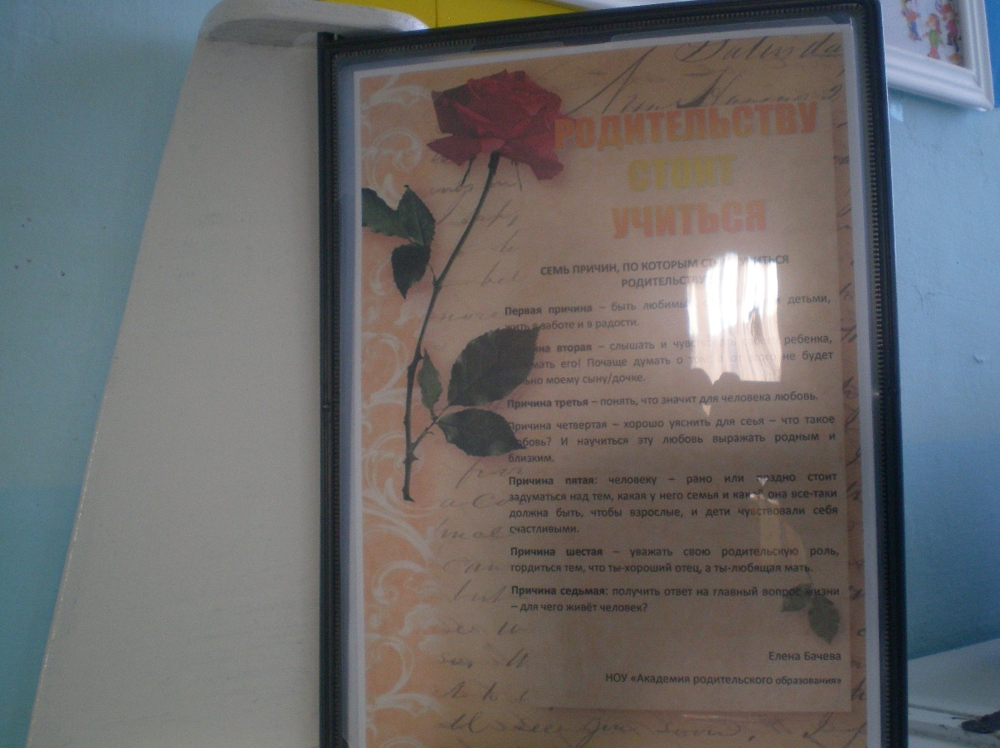 РОДИТЕЛЬСТВУ
СТОИТ
УЧИТЬСЯ
СЕМЬ ПРИЧИН, ПО КОТОРЫМ УЧИТЬСЯ
РОДИТЕЛЬСТВУ
Первая причина – быть детьми,
жить в заботе и в радости.
вторая – слышать и ребенка,
его! Почаще думать о не будет
моему сыну/дочке.
Причина третья – понять, что значит для человека любовь.
Причина четвертая – хорошо уяснить для сеья – что такое
любовь? И научиться эту любовь выражать родным и
близким.
Причина пятая: человеку – рано или поздно стоит
задуматься над тем, какая у него семья и какой она все-таки
должна быть, чтобы взрослые, и дети чувствовали себя
счастливыми.
Причина шестая – уважать свою родительскую роль,
гордиться тем, что ты-хороший отец, а ты-любящая мать.
Причина седьмая: получить ответ на главный вопрос жизни
– для чего живёт человек?
Елена Бачева
НОУ «Академия родительского образования»